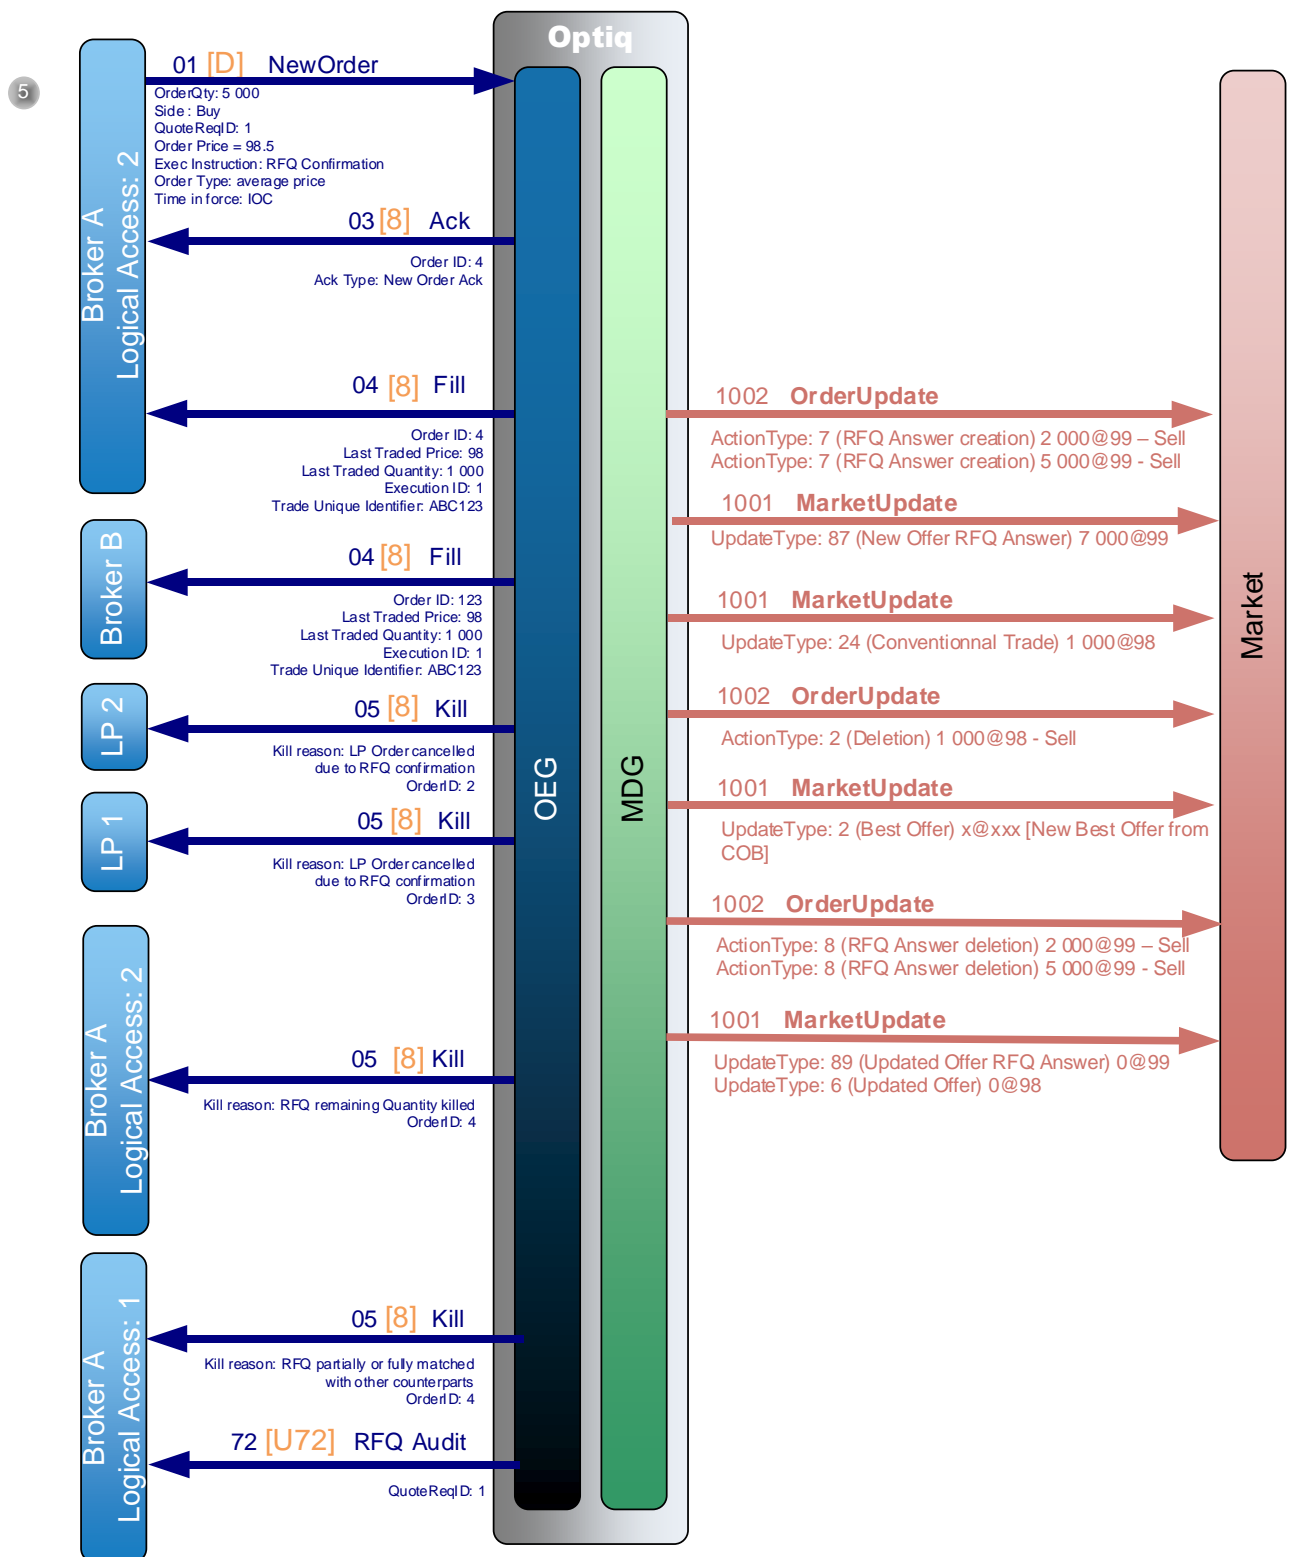 Optiq
5
01 [D] NewOrder
OrderQty: 5 000
Side : Buy
QuoteReqID: 1
Order Price = 98.5
Exec Instruction: RFQ Confirmation
Order Type: average price
Time in force: IOC
Broker A
Logical Access: 2
03 [8] Ack
Order ID: 4
Ack Type: New Order Ack
04 [8] Fill
Order ID: 4
Last Traded Price: 98
Last Traded Quantity: 1 000
Execution ID: 1
Trade Unique Identifier: ABC123
Broker B
04 [8] Fill
Order ID: 123
Last Traded Price: 98
Last Traded Quantity: 1 000
Execution ID: 1
Trade Unique Identifier: ABC123
LP 2
05 [8] Kill
Kill reason: LP Order cancelled
due to RFQ confirmation
OrderID: 2
LP 1
05 [8] Kill
Kill reason: LP Order cancelled
due to RFQ confirmation
OrderID: 3
Broker A
Logical Access: 2
05 [8] Kill
Kill reason: RFQ remaining Quantity killed
OrderID: 4
Broker A
Logical Access: 1
05 [8] Kill
Kill reason: RFQ partially or fully matched
with other counterparts
OrderID: 4
72 [U72] RFQ Audit
QuoteReqID: 1
OEG
MDG
1002 OrderUpdate
ActionType: 7 (RFQ Answer creation) 2 000@99 – Sell
ActionType: 7 (RFQ Answer creation) 5 000@99 - Sell
1001 MarketUpdate
UpdateType: 87 (New Offer RFQ Answer) 7 000@99
1001 MarketUpdate
UpdateType: 24 (Conventionnal Trade) 1 000@98
1002 OrderUpdate
ActionType: 2 (Deletion) 1 000@98 - Sell
1001 MarketUpdate
UpdateType: 2 (Best Offer) x@xxx [New Best Offer from
COB]
1002 OrderUpdate
ActionType: 8 (RFQ Answer deletion) 2 000@99 – Sell
ActionType: 8 (RFQ Answer deletion) 5 000@99 - Sell
1001 MarketUpdate
UpdateType: 89 (Updated Offer RFQ Answer) 0@99
UpdateType: 6 (Updated Offer) 0@98
Market